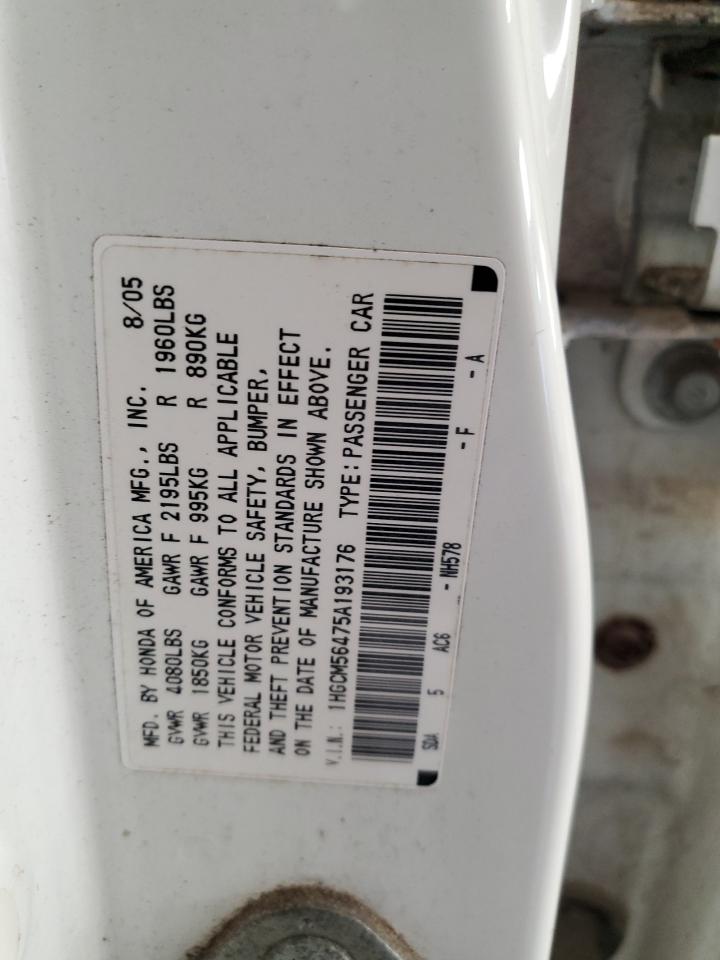 MFD. BY HONDA OF AMERICA MFG., INC. 8/05
GVWR 4080LBS GAWR F 2195LBS R 1960LBS
GVWR 1850KG GAWR F 995KG R 890KG
THIS VEHICLE CONFORMS TO ALL APPLICABLE
FEDERAL MOTOR VEHICLE SAFETY, BUMPER,
AND THEFT PREVENTION STANDARDS IN EFFECT
ON THE DATE OF MANUFACTURE SHOWN ABOVE.
V.I.N.: 1HGCM56475A193176 TYPE: PASSENGER CAR
SDA 5 AC6 - NH578 - F - A